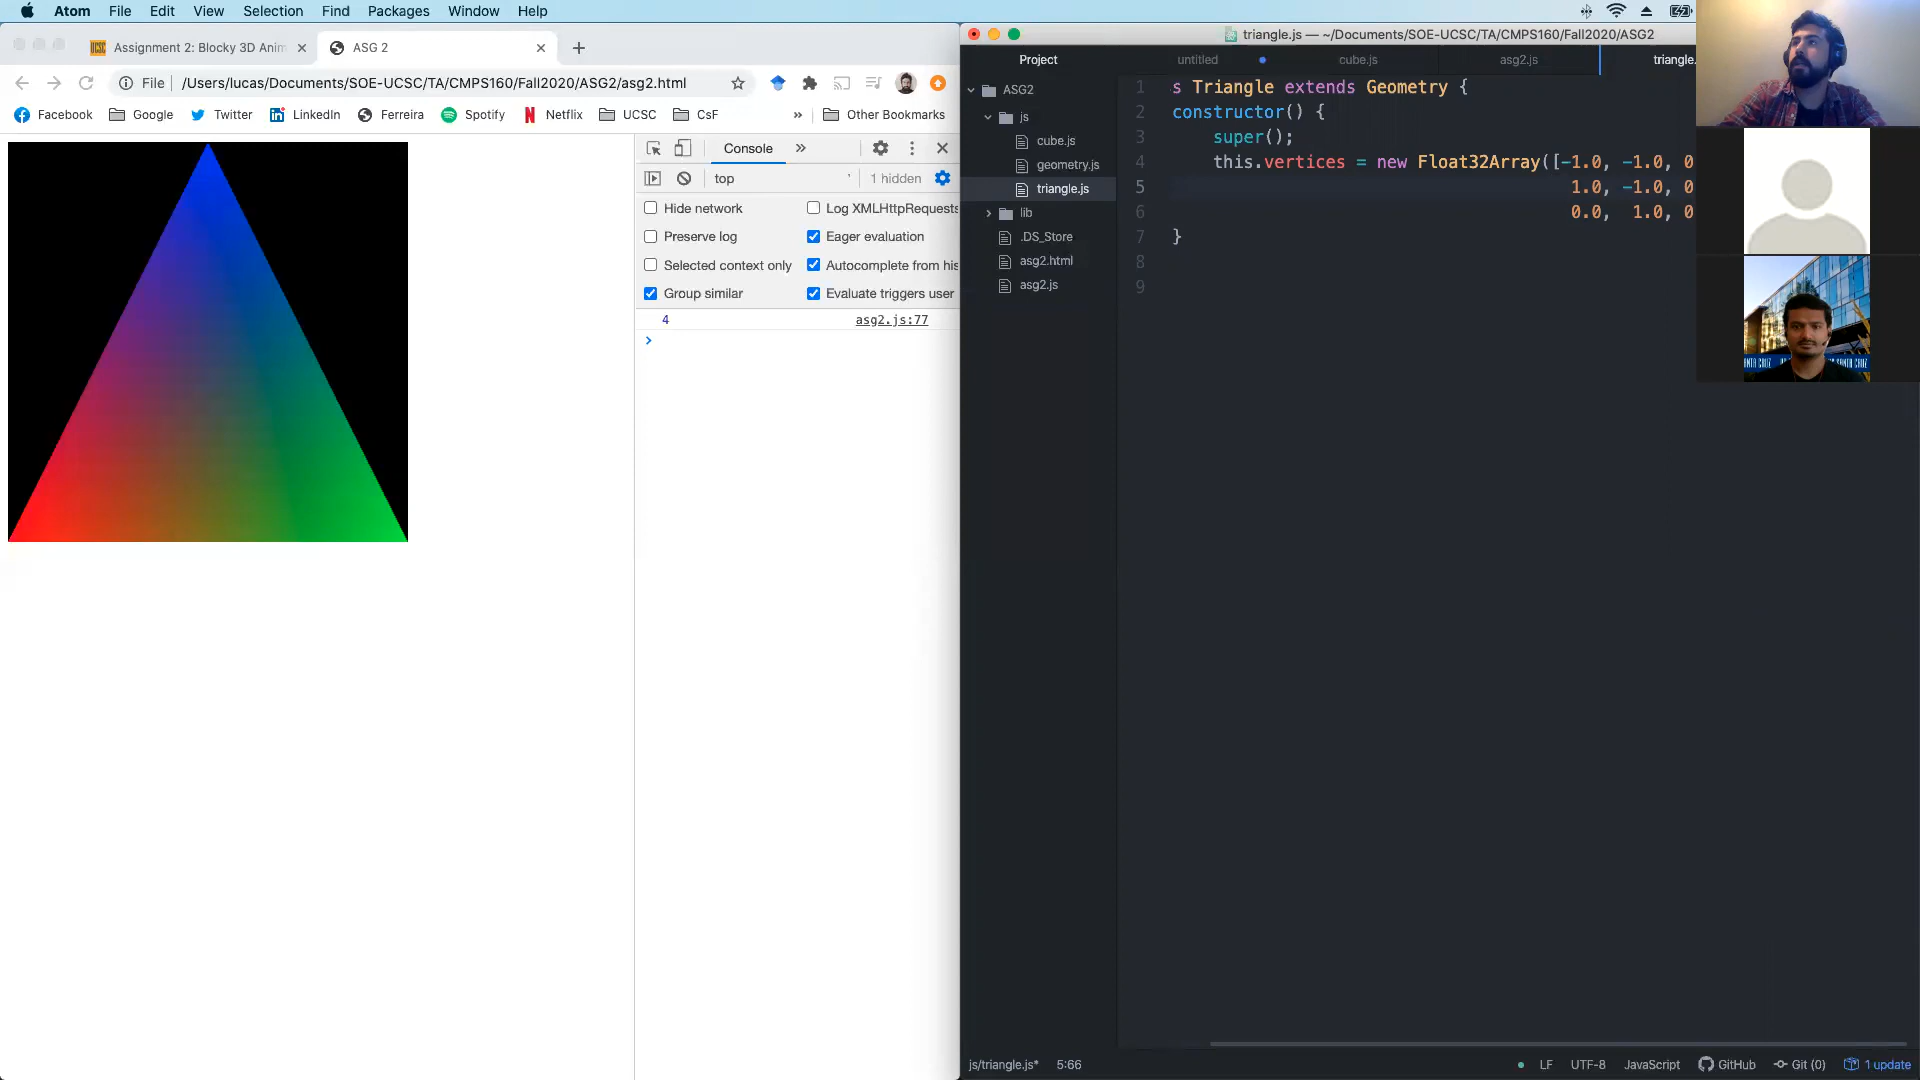 Atom File Edit View Selection Find Packages Window Help
Assignment 2: Blocky 3D Anim
ASG 2
File /Users/lucas/Documents/SOE-UCSC/TA/CMPS160/Fall2020/ASG2/asg2.html
Facebook Google Twitter LinkedIn Ferreira Spotify Netflix UCSC CsF » Other Bookmarks
Console »
top 1 hidden
Hide network Log XMLHttpRequests
Preserve log Eager evaluation
Selected context only Autocomplete from his
Group similar Evaluate triggers user
4 asg2.js:77
triangle.js — ~/Documents/SOE-UCSC/TA/CMPS160/Fall2020/ASG2
Project
untitled cube.js asg2.js triangle.
ASG2
js
cube.js
geometry.js
triangle.js
lib
.DS_Store
asg2.html
asg2.js
1 s Triangle extends Geometry {
2 constructor() {
3 super();
4 this.vertices = new Float32Array([-1.0, -1.0, 0
5 1.0, -1.0, 0
6 0.0, 1.0, 0
7 }
8
9
js/triangle.js* 5:66
LF UTF-8 JavaScript GitHub Git (0) 1 update